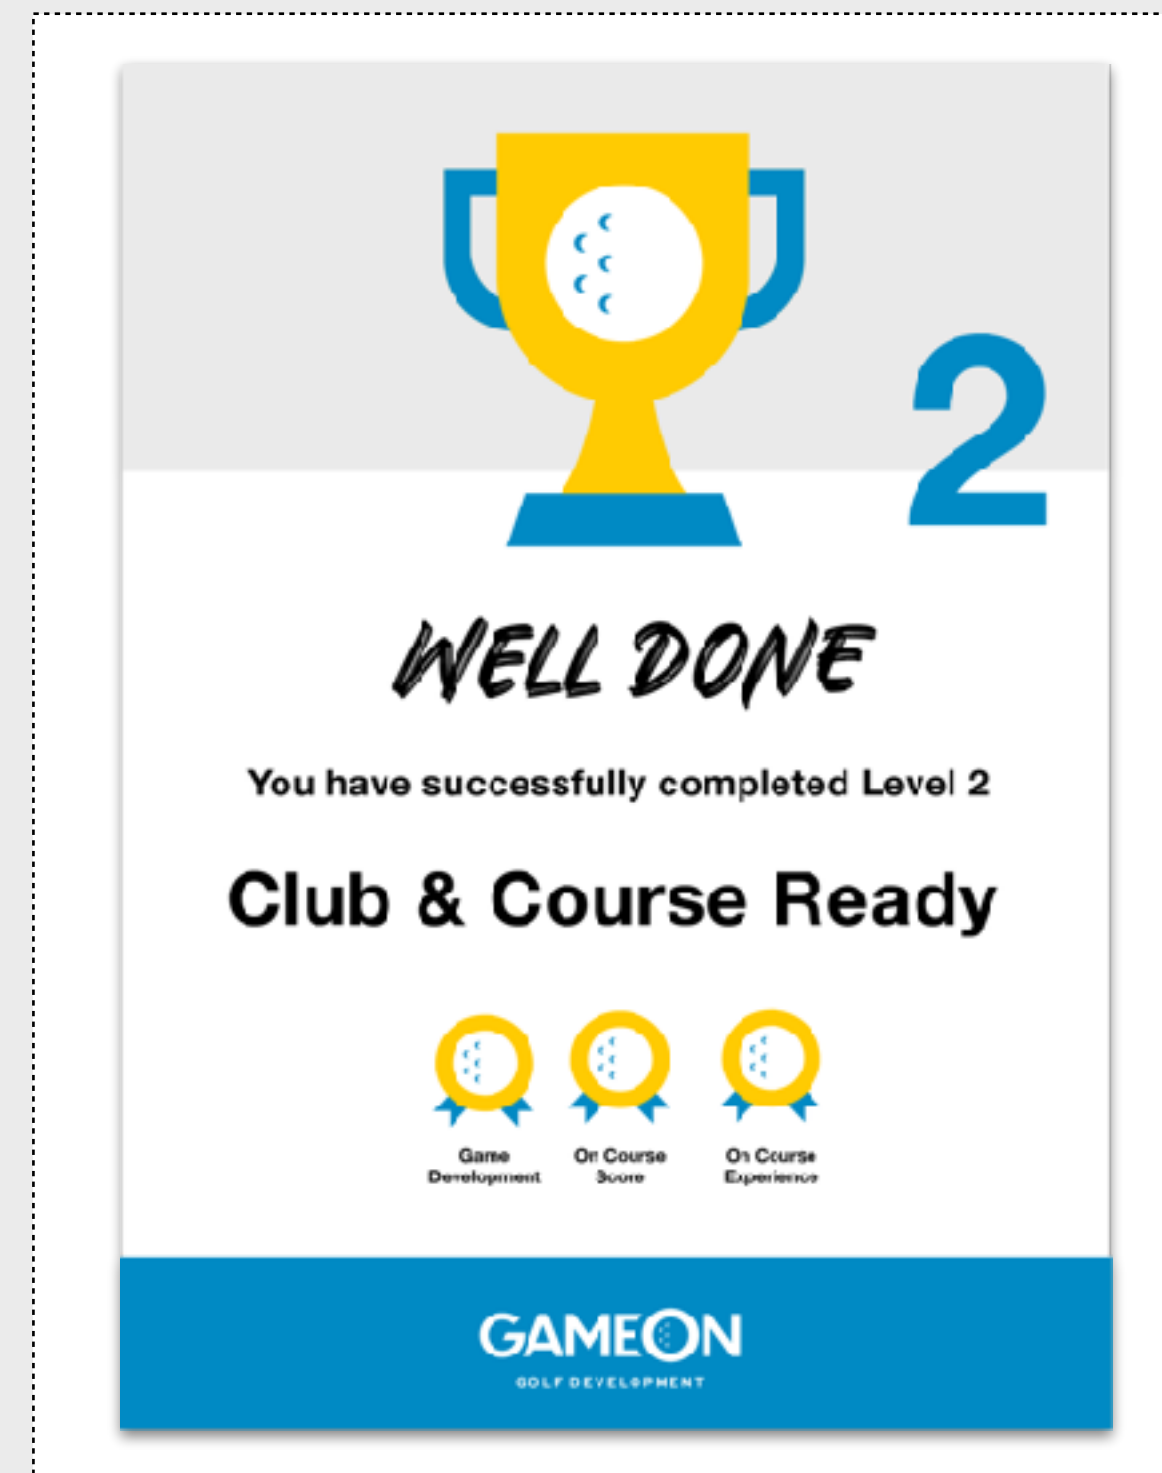 2
WELL DONE
You have successfully completed Level 2
Club & Course Ready
Game
Development
On Course
Score
On Course
Experience
GAMEON
GOLF DEVELOPMENT